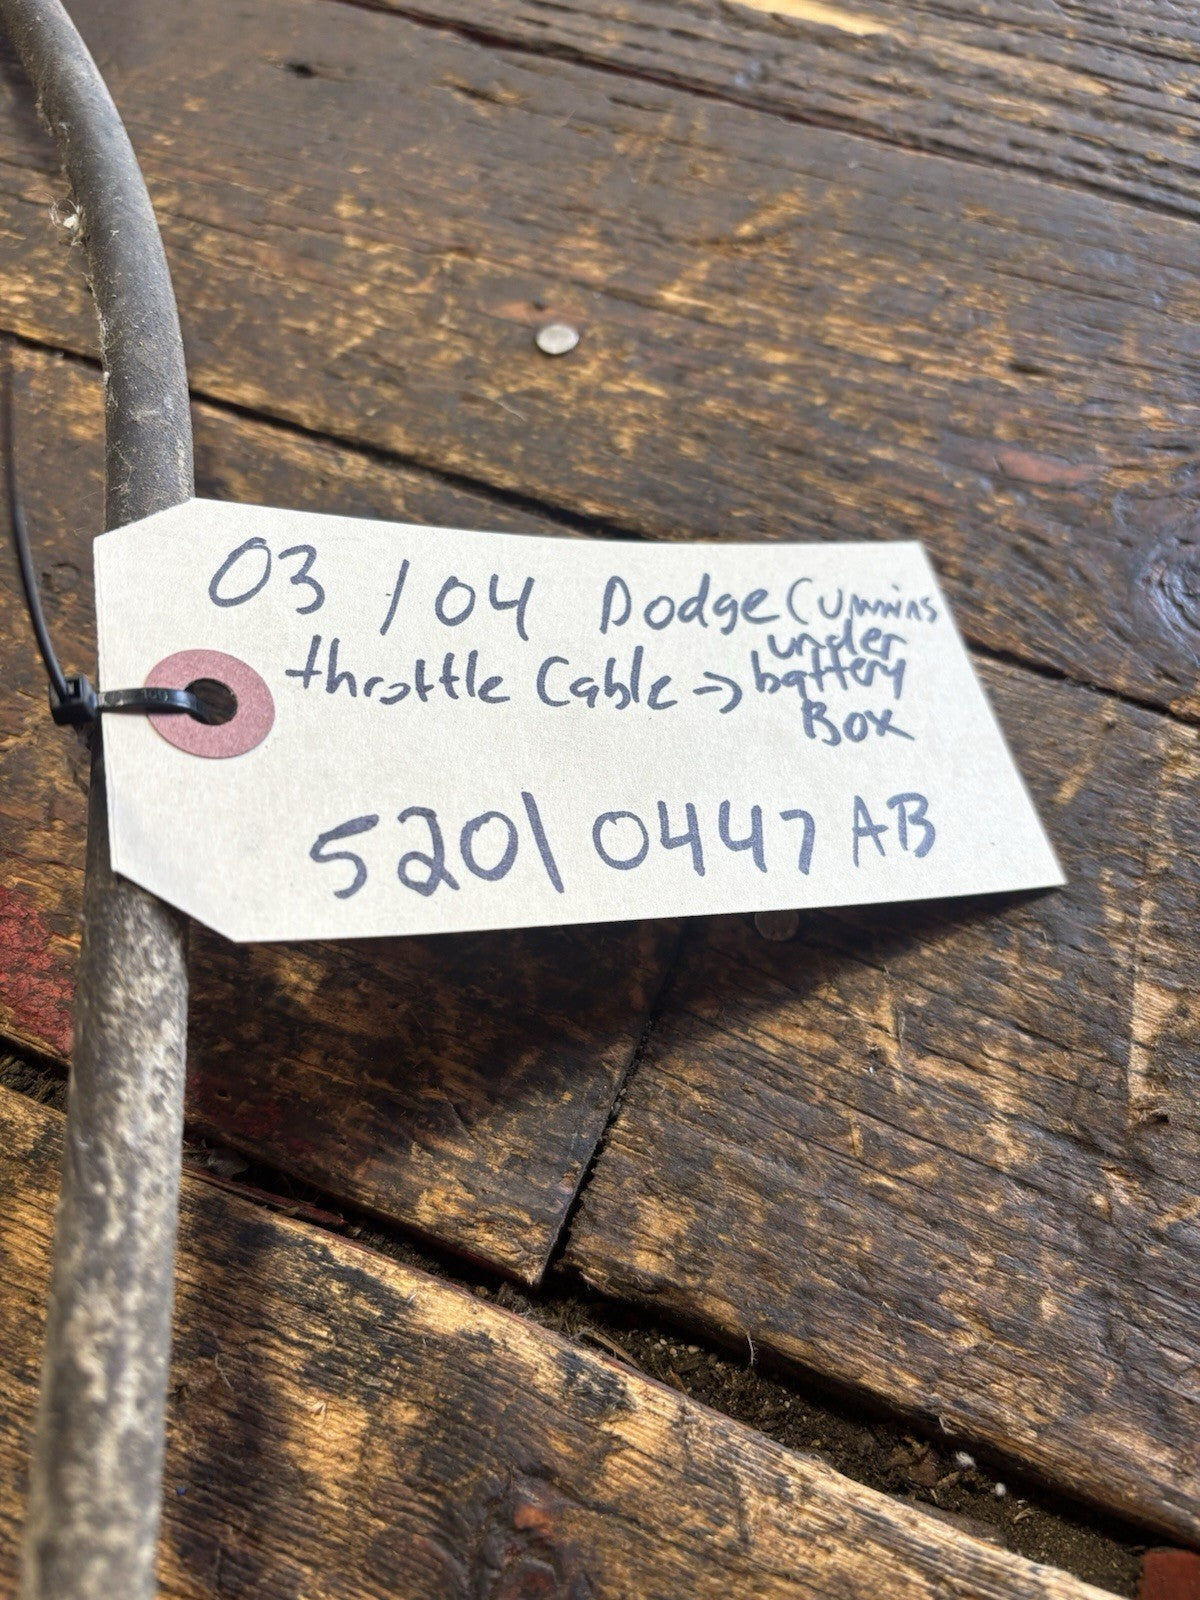 03 / 04 Dodge Cummins
throttle Cable → under
battery
Box
52010447AB